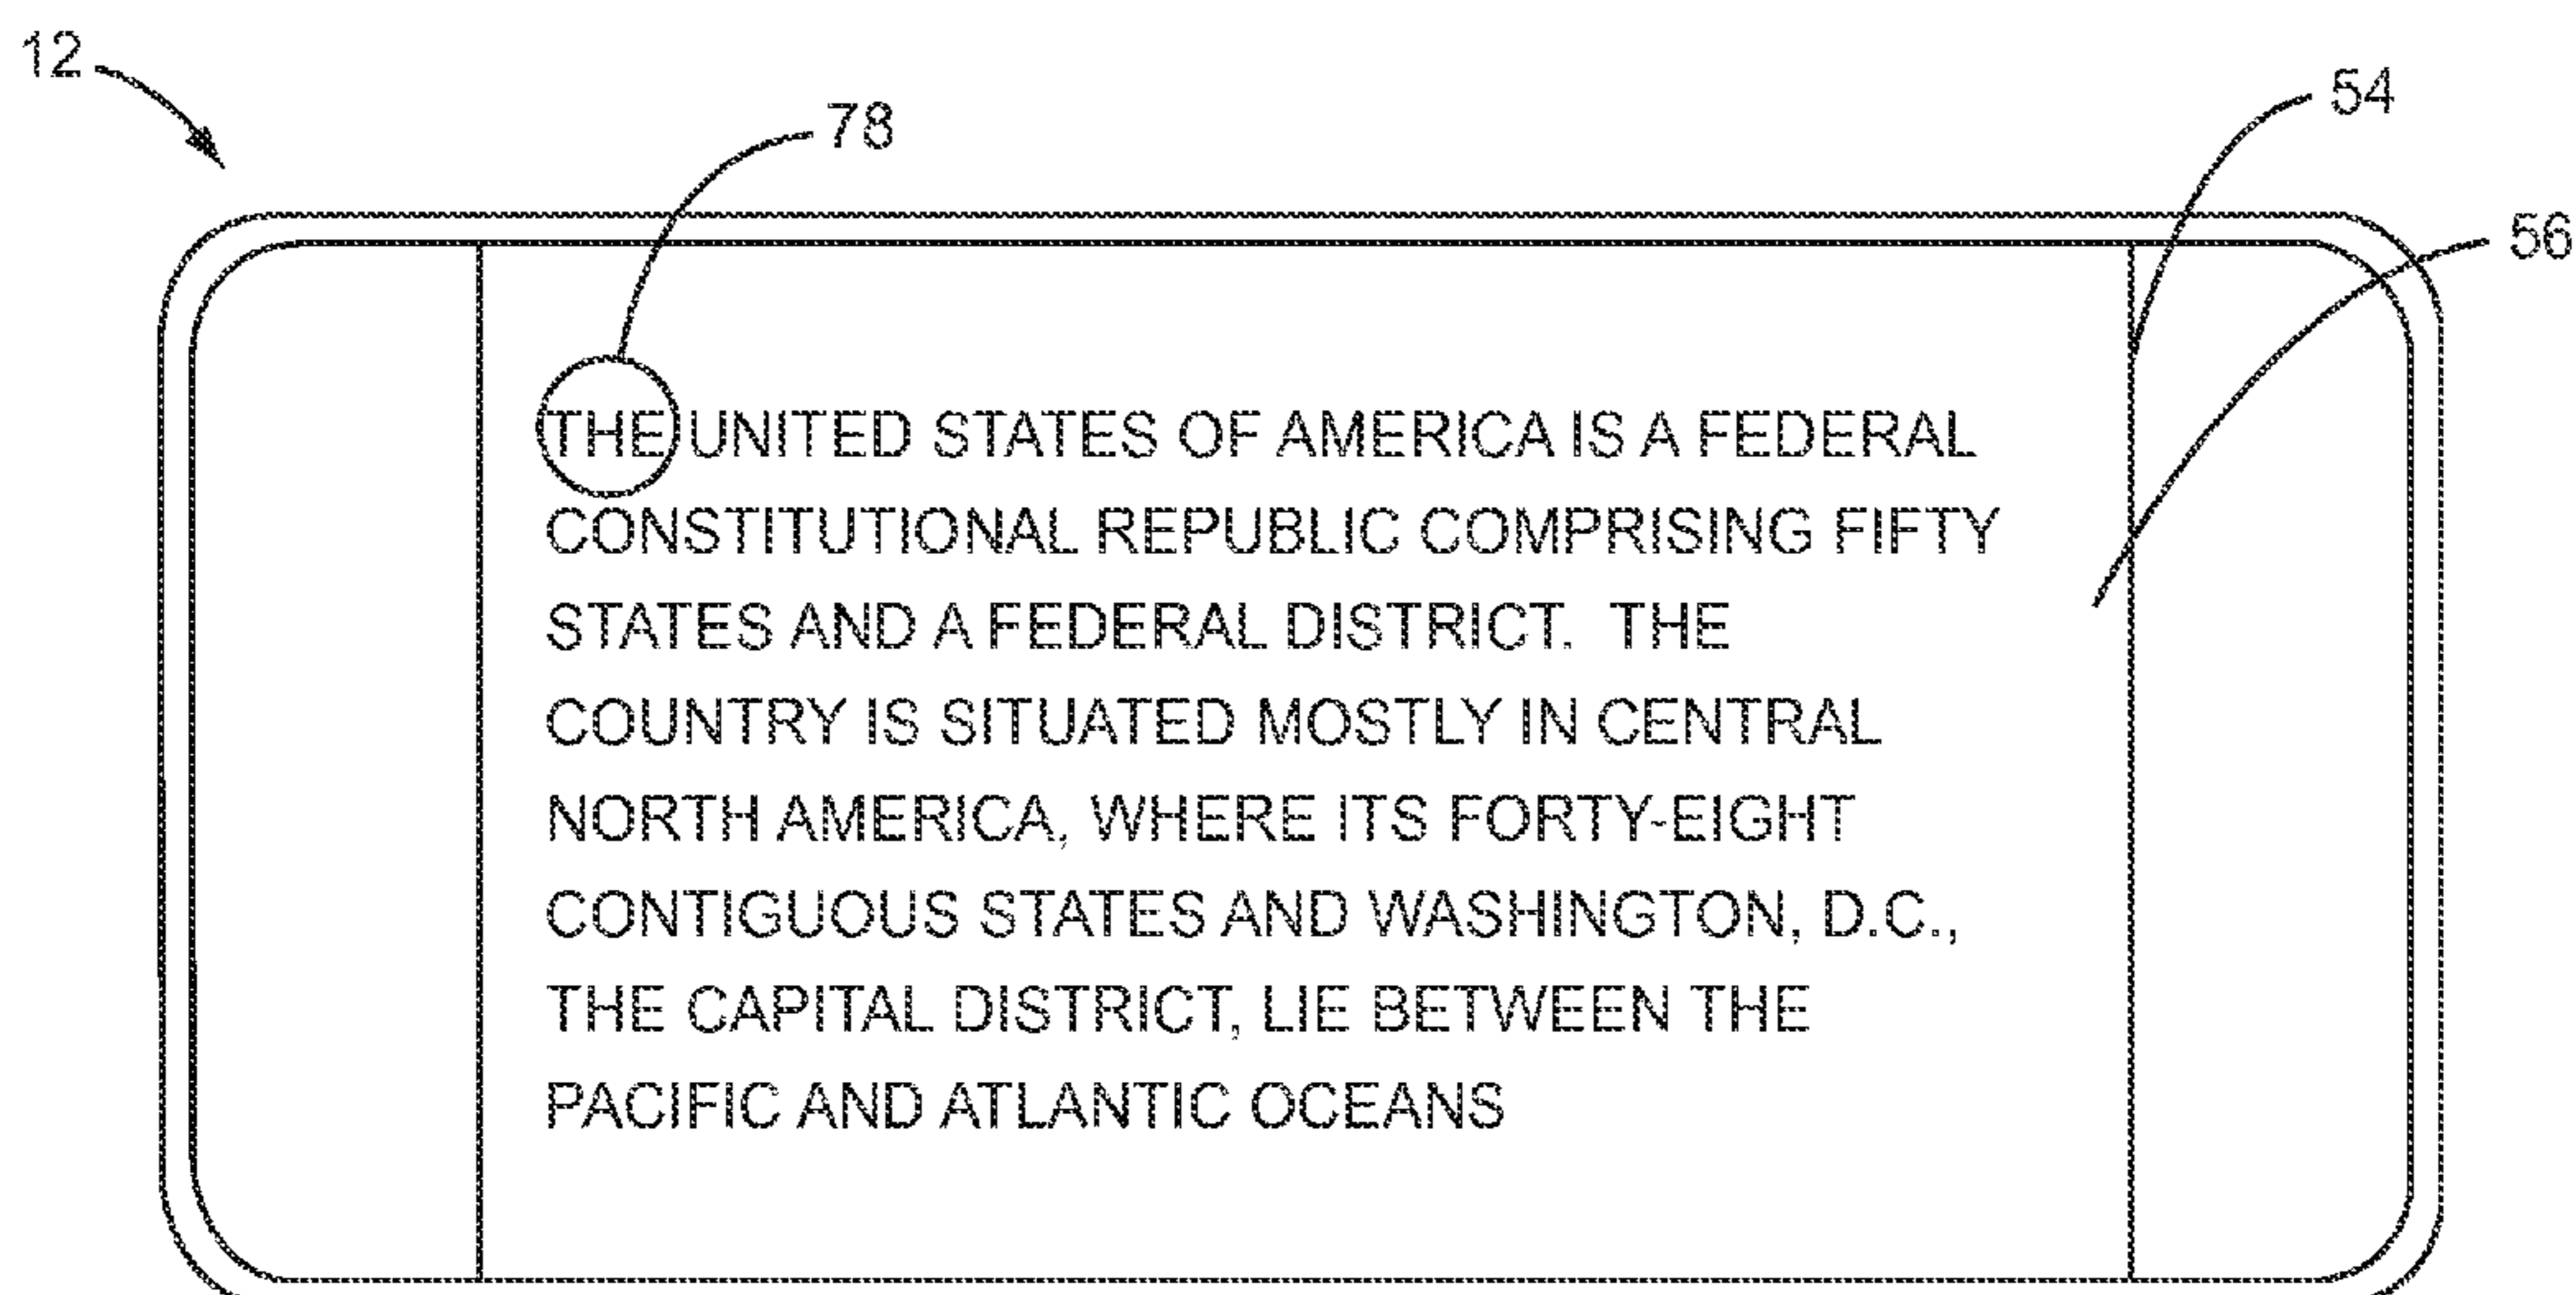 12
78
54
56
THE UNITED STATES OF AMERICA IS A FEDERAL
CONSTITUTIONAL REPUBLIC COMPRISING FIFTY
STATES AND A FEDERAL DISTRICT.  THE
COUNTRY IS SITUATED MOSTLY IN CENTRAL
NORTH AMERICA, WHERE ITS FORTY-EIGHT
CONTIGUOUS STATES AND WASHINGTON, D.C.,
THE CAPITAL DISTRICT, LIE BETWEEN THE
PACIFIC AND ATLANTIC OCEANS